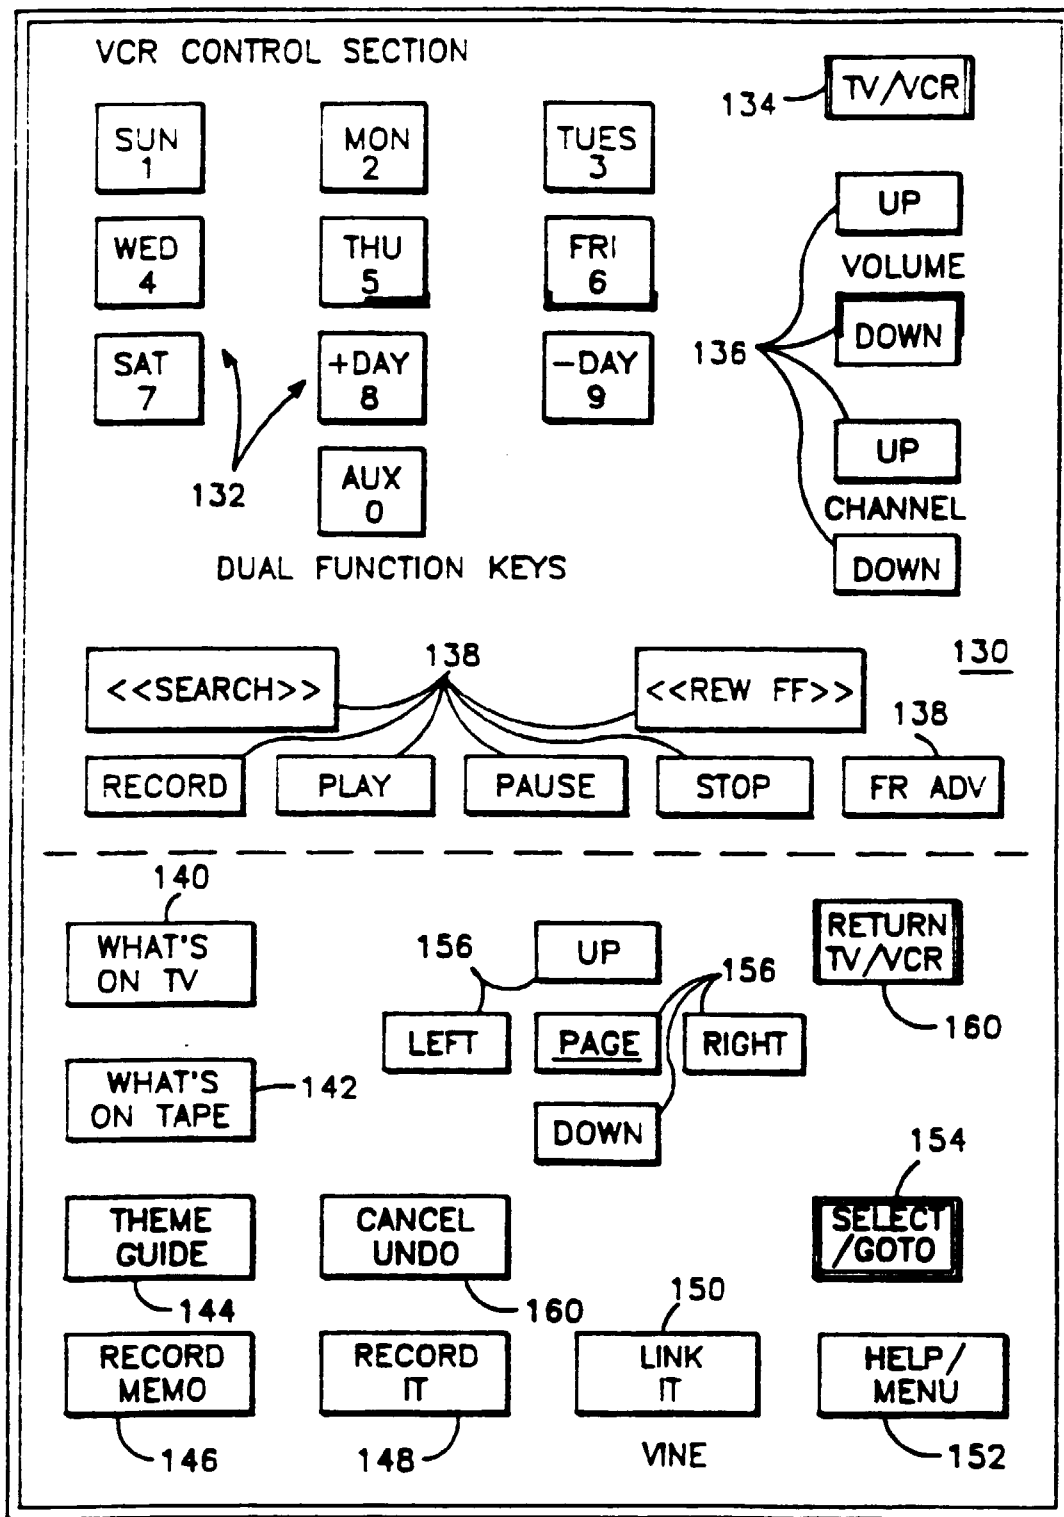 VCR CONTROL SECTION
134
TV/VCR
SUN
1
MON
2
TUES
3
UP
VOLUME
DOWN
WED
4
THU
5
FRI
6
136
SAT
7
+DAY
8
–DAY
9
UP
CHANNEL
DOWN
132
AUX
0
DUAL FUNCTION KEYS
130
138
<<SEARCH>>
<<REW FF>>
138
RECORD
PLAY
PAUSE
STOP
FR ADV
140
WHAT'S
ON TV
156
UP
156
RETURN
TV/VCR
160
LEFT
PAGE
RIGHT
WHAT'S
ON TAPE
142
DOWN
154
THEME
GUIDE
CANCEL
UNDO
SELECT
/GOTO
144
160
150
RECORD
MEMO
RECORD
IT
LINK
IT
HELP/
MENU
146
148
VINE
152